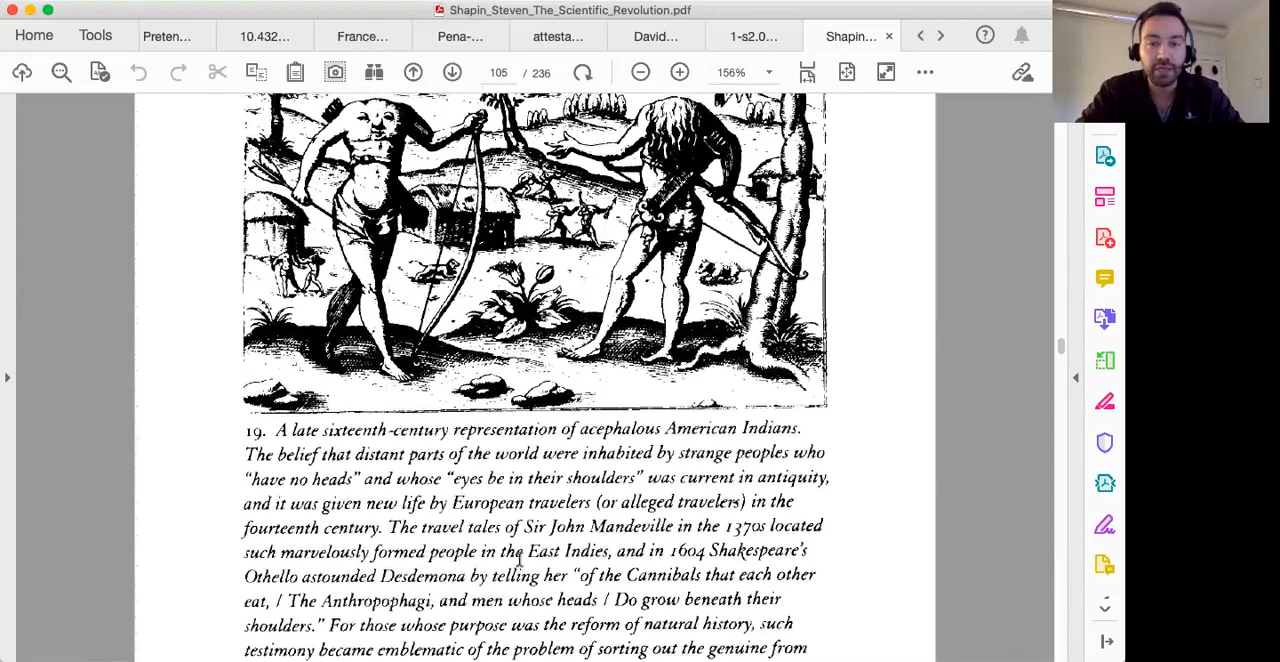 Shapin_Steven_The_Scientific_Revolution.pdf
Home Tools Preten... 10.432... France... Pena-... attesta... David... 1-s2.0... Shapin...
105 / 236 156%
19. A late sixteenth-century representation of acephalous American Indians.
The belief that distant parts of the world were inhabited by strange peoples who
"have no heads" and whose "eyes be in their shoulders" was current in antiquity,
and it was given new life by European travelers (or alleged travelers) in the
fourteenth century. The travel tales of Sir John Mandeville in the 1370s located
such marvelously formed people in the East Indies, and in 1604 Shakespeare's
Othello astounded Desdemona by telling her "of the Cannibals that each other
eat, / The Anthropophagi, and men whose heads / Do grow beneath their
shoulders." For those whose purpose was the reform of natural history, such
testimony became emblematic of the problem of sorting out the genuine from